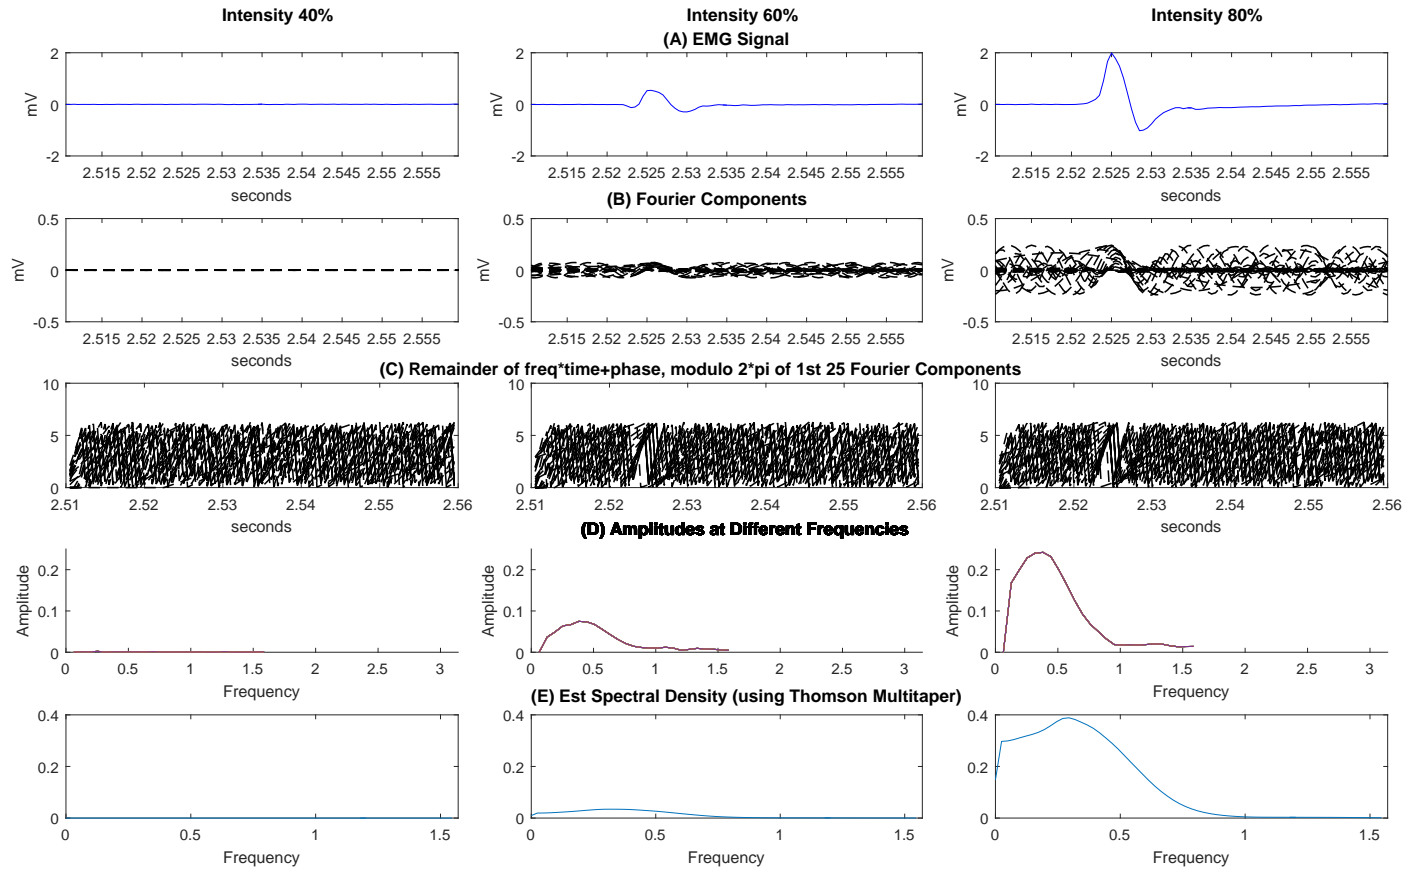 Intensity 40%
Intensity 60%
Intensity 80%
(A) EMG Signal
2
0
-2
mV
2.515 2.52 2.525 2.53 2.535 2.54 2.545 2.55 2.555
seconds
2
0
-2
mV
2.515 2.52 2.525 2.53 2.535 2.54 2.545 2.55 2.555
seconds
2
0
-2
mV
2.515 2.52 2.525 2.53 2.535 2.54 2.545 2.55 2.555
seconds
(B) Fourier Components
0.5
0
-0.5
mV
2.515 2.52 2.525 2.53 2.535 2.54 2.545 2.55 2.555
seconds
0.5
0
-0.5
mV
2.515 2.52 2.525 2.53 2.535 2.54 2.545 2.55 2.555
seconds
0.5
0
-0.5
mV
2.515 2.52 2.525 2.53 2.535 2.54 2.545 2.55 2.555
seconds
(C) Remainder of freq*time+phase, modulo 2*pi of 1st 25 Fourier Components
10
5
0
2.51 2.52 2.53 2.54 2.55 2.56
seconds
10
5
0
2.51 2.52 2.53 2.54 2.55 2.56
seconds
10
5
0
2.51 2.52 2.53 2.54 2.55 2.56
seconds
(D) Amplitudes at Different Frequencies
0.2
0.1
0
Amplitude
0 0.5 1 1.5 2 2.5 3
Frequency
0.2
0.1
0
Amplitude
0 0.5 1 1.5 2 2.5 3
0.2
0.1
0
Amplitude
0 0.5 1 1.5 2 2.5 3
Frequency
(E) Est Spectral Density (using Thomson Multitaper)
0.4
0.2
0
0 0.5 1 1.5
Frequency
0.4
0.2
0
0 0.5 1 1.5
Frequency
0.4
0.2
0
0 0.5 1 1.5
Frequency